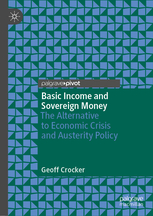 palgrave▸pivot
Basic Income and
Sovereign Money
The Alternative
to Economic Crisis
and Austerity Policy
Geoff Crocker
palgrave
macmillan